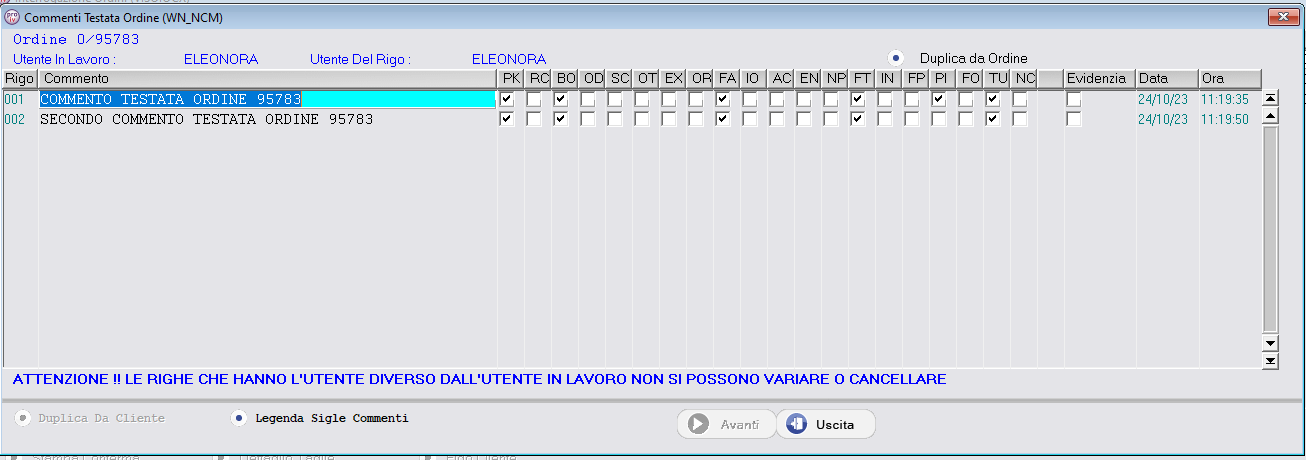 Commenti Testata Ordine (WN_NCM)
Ordine 0/95783
Utente In Lavoro : ELEONORA Utente Del Rigo : ELEONORA Duplica da Ordine
Rigo Commento PK RC BO OD SC OT EX OR FA IO AC EN NP FT IN FP PI FO TU NC Evidenzia Data Ora
001 COMMENTO TESTATA ORDINE 95783 24/10/23 11:19:35
002 SECONDO COMMENTO TESTATA ORDINE 95783 24/10/23 11:19:50
ATTENZIONE !! LE RIGHE CHE HANNO L'UTENTE DIVERSO DALL'UTENTE IN LAVORO NON SI POSSONO VARIARE O CANCELLARE
Duplica Da Cliente Legenda Sigle Commenti Avanti Uscita